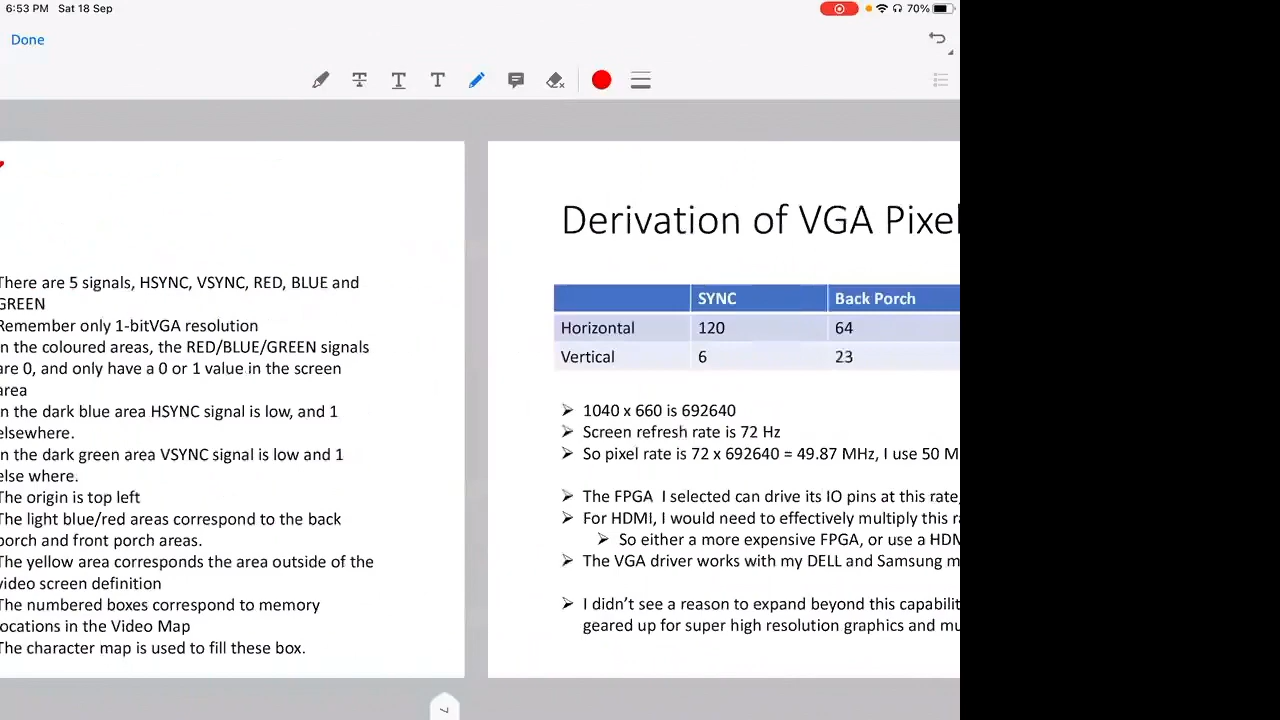 6:53 PM Sat 18 Sep 70%
Done
There are 5 signals, HSYNC, VSYNC, RED, BLUE and
GREEN
Remember only 1-bitVGA resolution
n the coloured areas, the RED/BLUE/GREEN signals
are 0, and only have a 0 or 1 value in the screen
area
n the dark blue area HSYNC signal is low, and 1
elsewhere.
n the dark green area VSYNC signal is low and 1
else where.
The origin is top left
The light blue/red areas correspond to the back
porch and front porch areas.
The yellow area corresponds the area outside of the
video screen definition
The numbered boxes correspond to memory
ocations in the Video Map
The character map is used to fill these box.
Derivation of VGA Pixel
SYNC Back Porch
Horizontal 120 64
Vertical 6 23
➢ 1040 x 660 is 692640
➢ Screen refresh rate is 72 Hz
➢ So pixel rate is 72 x 692640 = 49.87 MHz, I use 50 M
➢ The FPGA I selected can drive its IO pins at this rate,
➢ For HDMI, I would need to effectively multiply this ra
➢ So either a more expensive FPGA, or use a HDM
➢ The VGA driver works with my DELL and Samsung m
➢ I didn't see a reason to expand beyond this capabilit
geared up for super high resolution graphics and mu